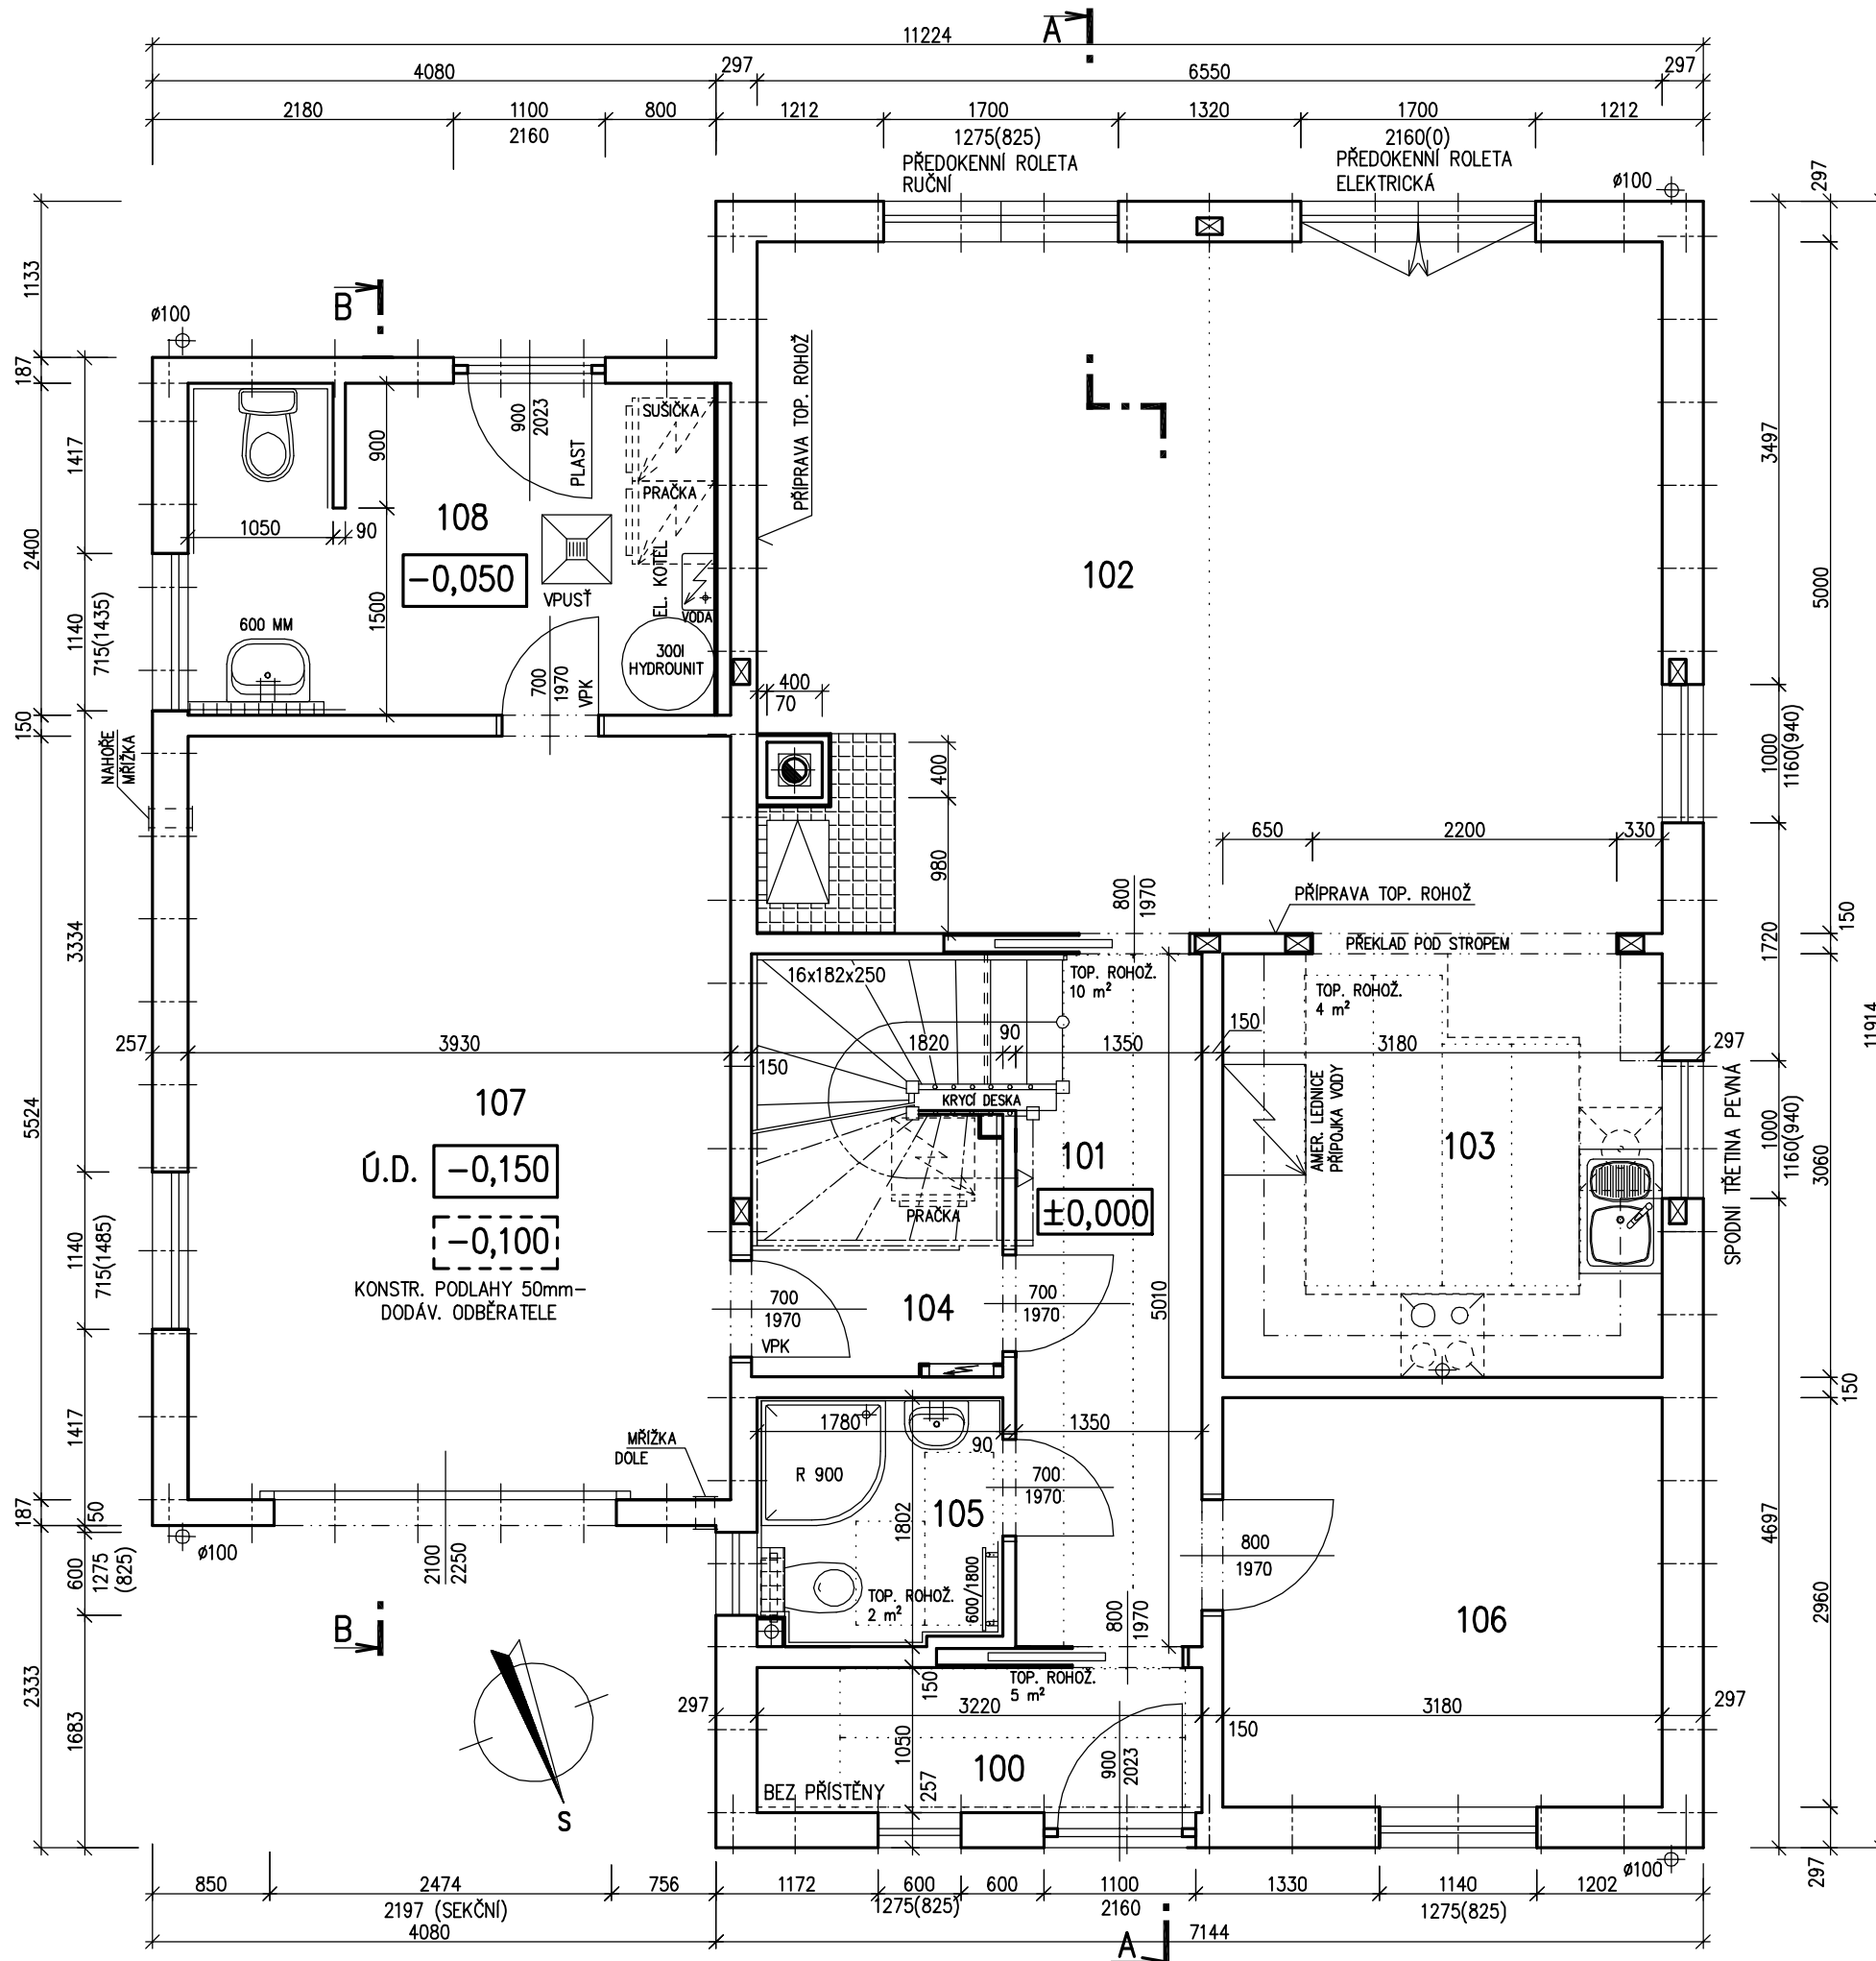 A
11224
4080
297
6550
297
2180
1100
800
1212
1700
1320
1700
1212
2160
1275(825)
2160(0)
PŘEDOKENNÍ ROLETA
RUČNÍ
PŘEDOKENNÍ ROLETA
ELEKTRICKÁ
ø100
297
1133
B
ø100
187
1417
2400
1140
715(1435)
150
NAHOŘE
MŘÍŽKA
900
1050
90
1500
108
-0,050
600 MM
900
2023
PLAST
SUŠIČKA
PRAČKA
EL. KOTEL
VPUSŤ
VODA
300l
HYDROUNIT
700
1970
VPK
PŘÍPRAVA TOP. ROHOŽ
102
3497
5000
400
70
400
980
1000
1160(940)
650
2200
330
PŘÍPRAVA TOP. ROHOŽ
800
1970
PŘEKLAD POD STROPEM
1720
150
3334
16x182x250
TOP. ROHOŽ.
10 m²
TOP. ROHOŽ.
4 m²
11914
257
3930
150
1820
90
1350
150
3180
297
107
KRYCÍ DESKA
101
±0,000
PRAČKA
AMER. LEDNICE
PŘÍPOJKA VODY
103
SPODNÍ TŘETINA PEVNÁ
1000
1160(940)
3060
5524
Ú.D.
-0,150
-0,100
KONSTR. PODLAHY 50mm-
DODÁV. ODBĚRATELE
1140
715(1485)
700
1970
VPK
104
700
1970
5010
150
1417
1780
90
1350
MŘÍŽKA
DOLE
R 900
105
1802
700
1970
187
50
ø100
600
1275
(825)
2100
2250
TOP. ROHOŽ.
2 m²
600/1800
800
1970
800
1970
106
4697
2960
B
2333
1683
S
TOP. ROHOŽ.
5 m²
150
297
3220
150
3180
297
1050
100
257
BEZ PŘÍSTĚNY
900
2023
ø100
297
850
2474
756
1172
600
600
1100
1330
1140
1202
2197 (SEKČNÍ)
1275(825)
2160
1275(825)
4080
7144
A